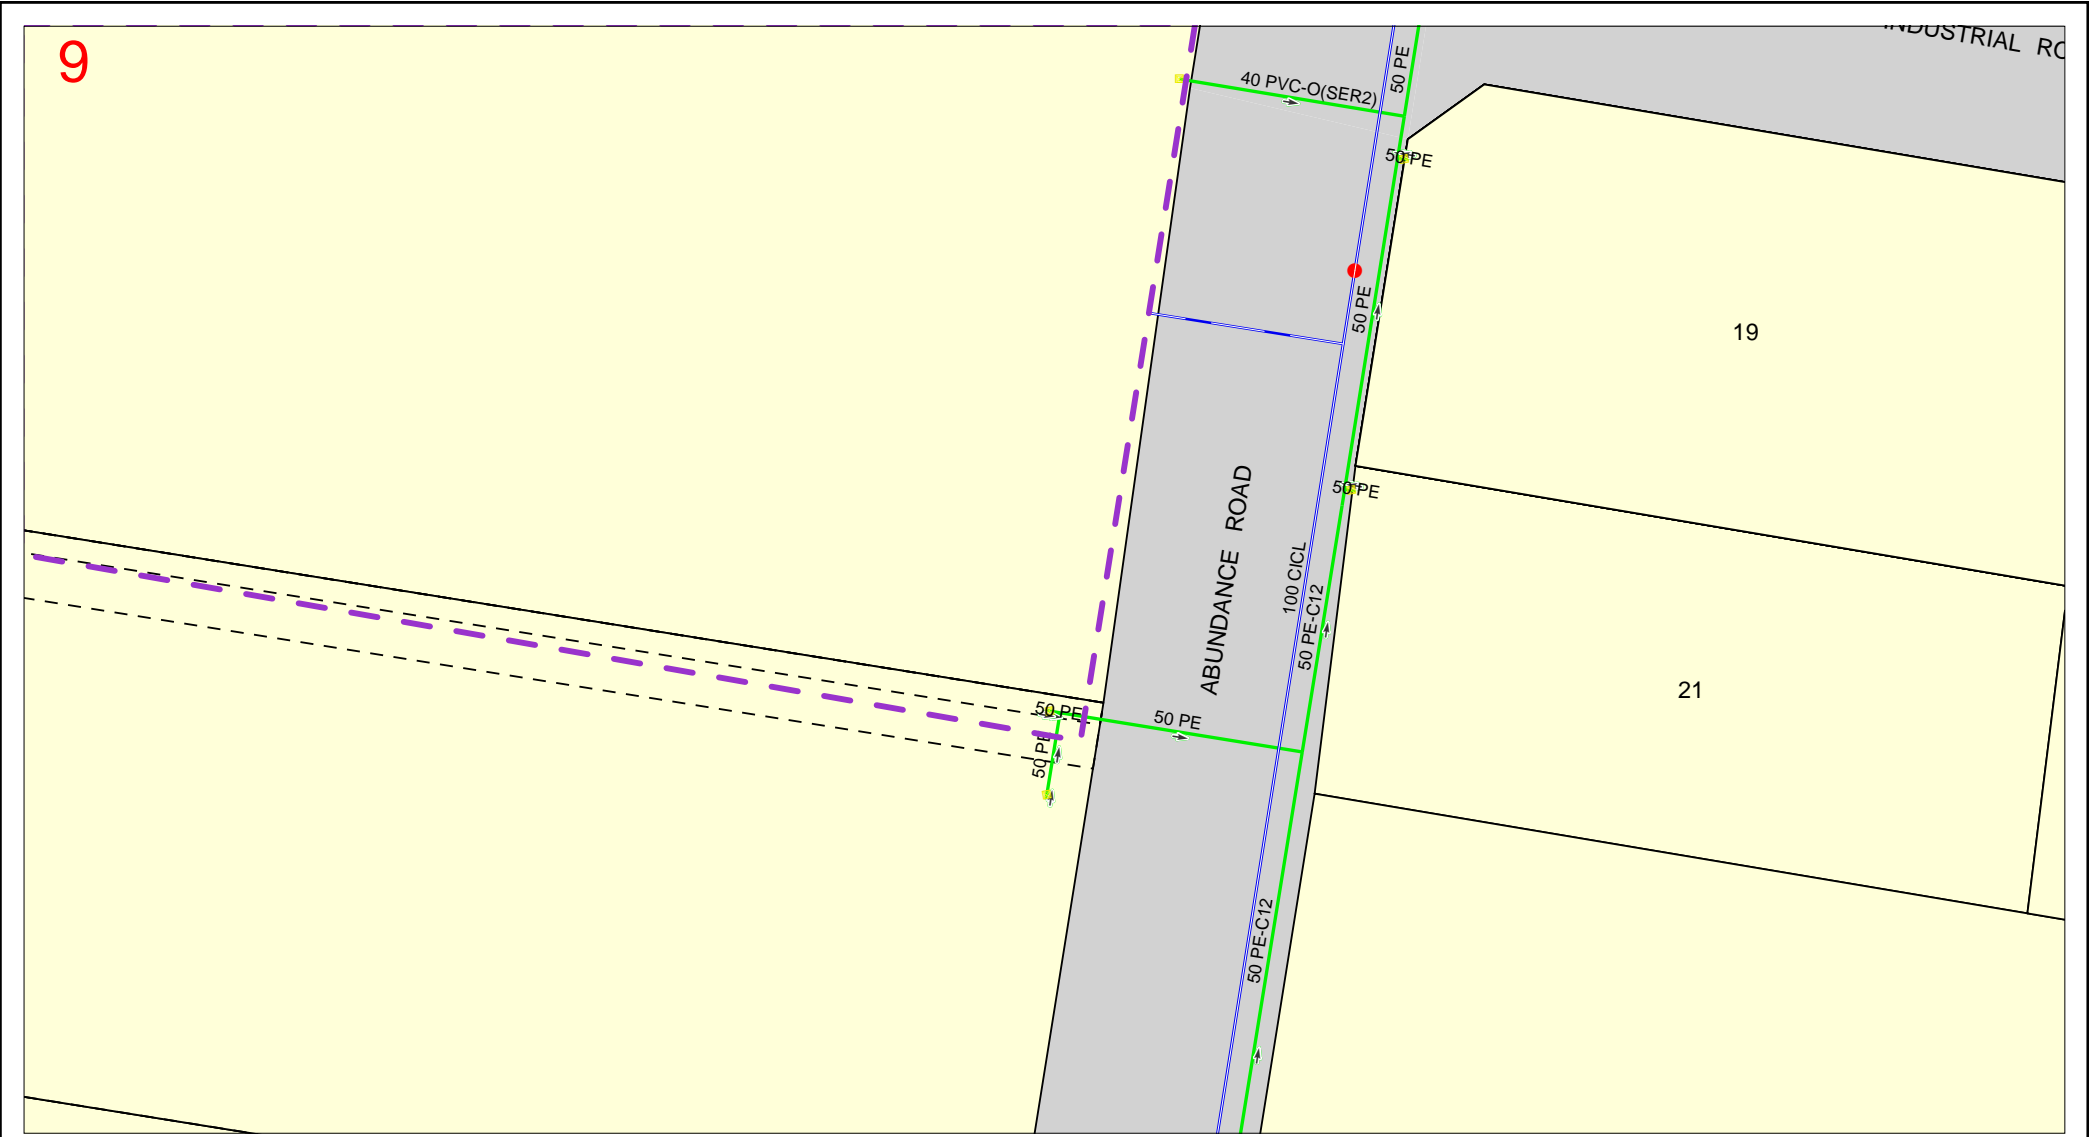 9
INDUSTRIAL RO
50 PE
40 PVC-O(SER2)
50 PE
50 PE
19
50 PE
ABUNDANCE ROAD
100 CICL
50 PE-C12
21
50 PE
50 PE
50 PE
50 PE-C12